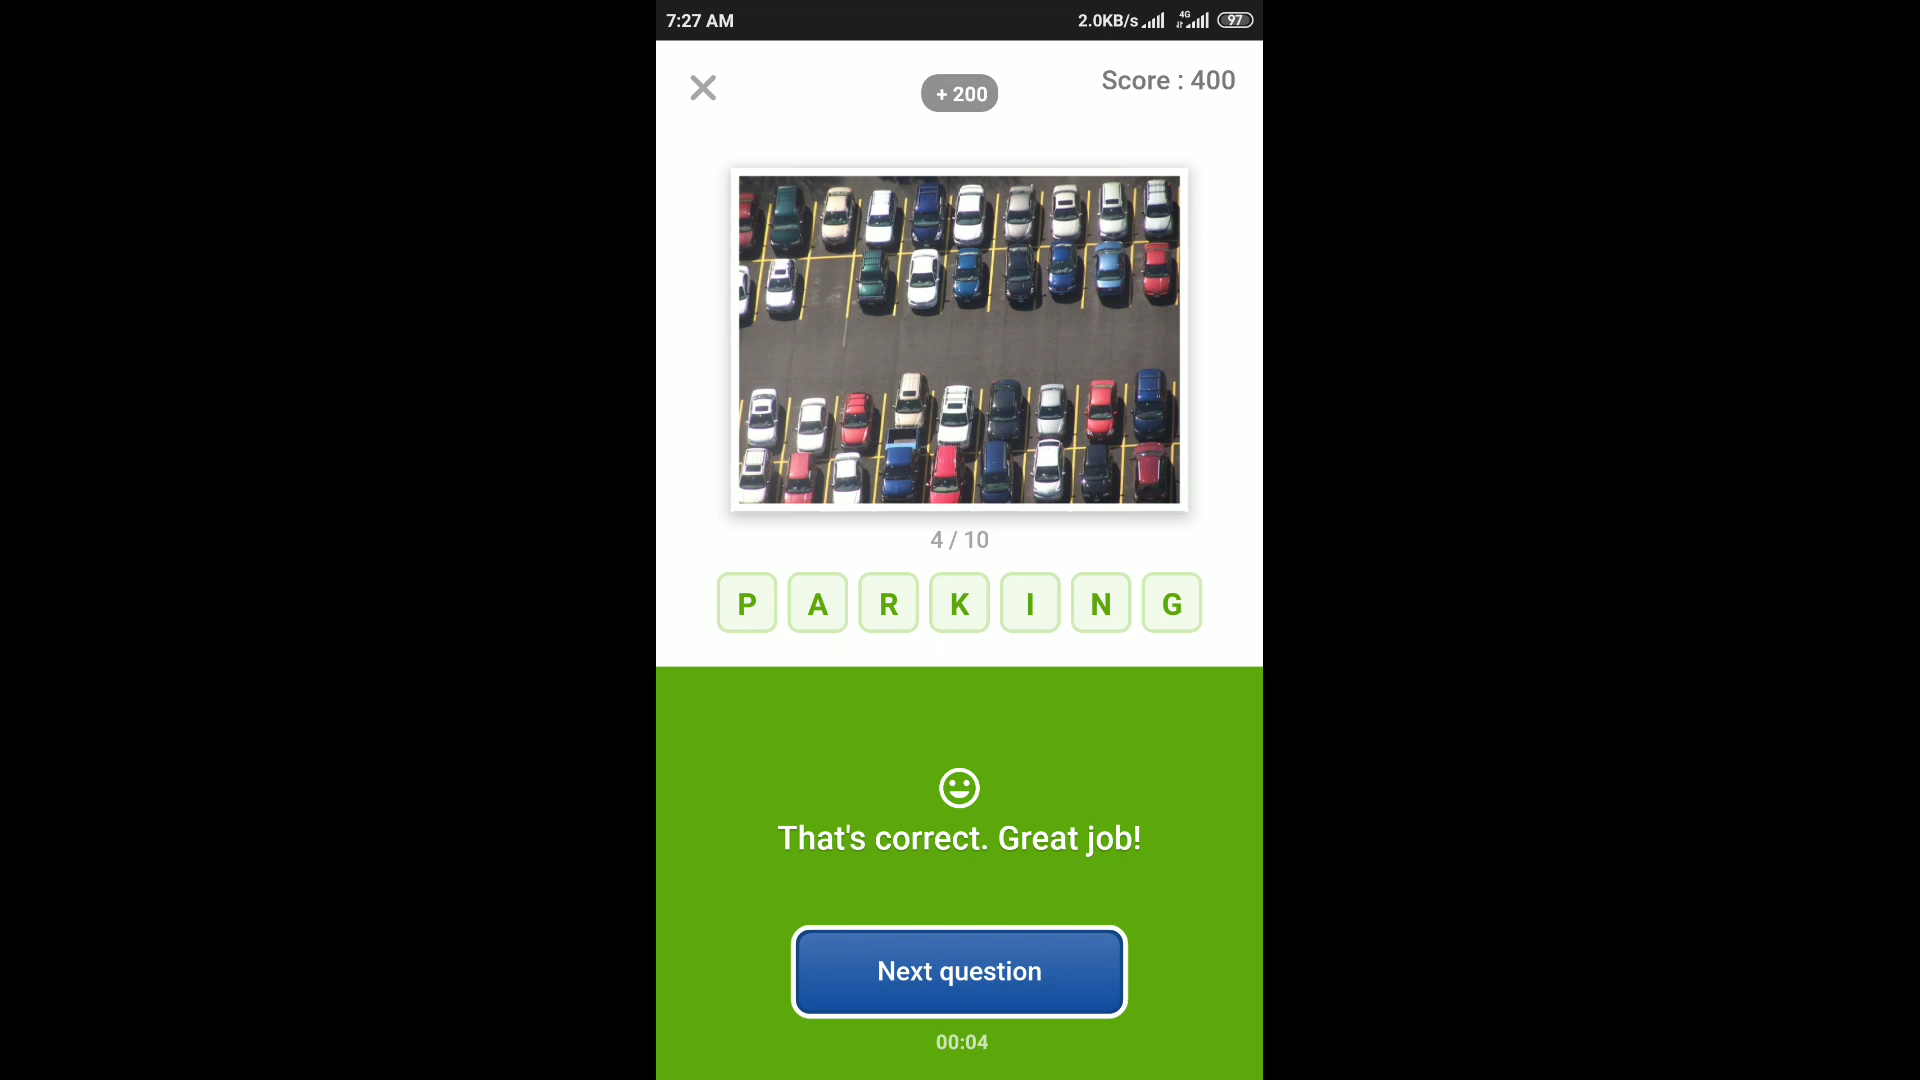 7:27 AM 2.0KB/s 4G 97
+ 200
Score : 400
4 / 10
P A R K I N G
That's correct. Great job!
Next question
00:04